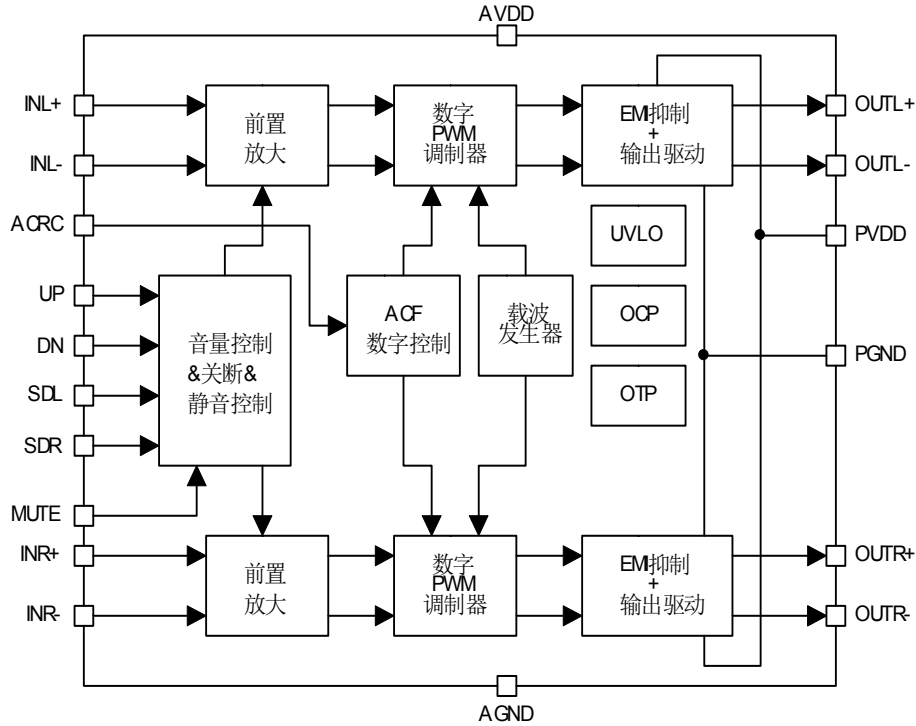 AVDD
INL+
INL-
ACRC
UP
DN
SDL
SDR
MUTE
INR+
INR-
前置
放大
数字
PWM
调制器
EMI抑制
+
输出驱动
音量控制
&关断&
静音控制
ACF
数字控制
载波
发生器
UVLO
OCP
OTP
前置
放大
数字
PWM
调制器
EMI抑制
+
输出驱动
OUTL+
OUTL-
PVDD
PGND
OUTR+
OUTR-
AGND